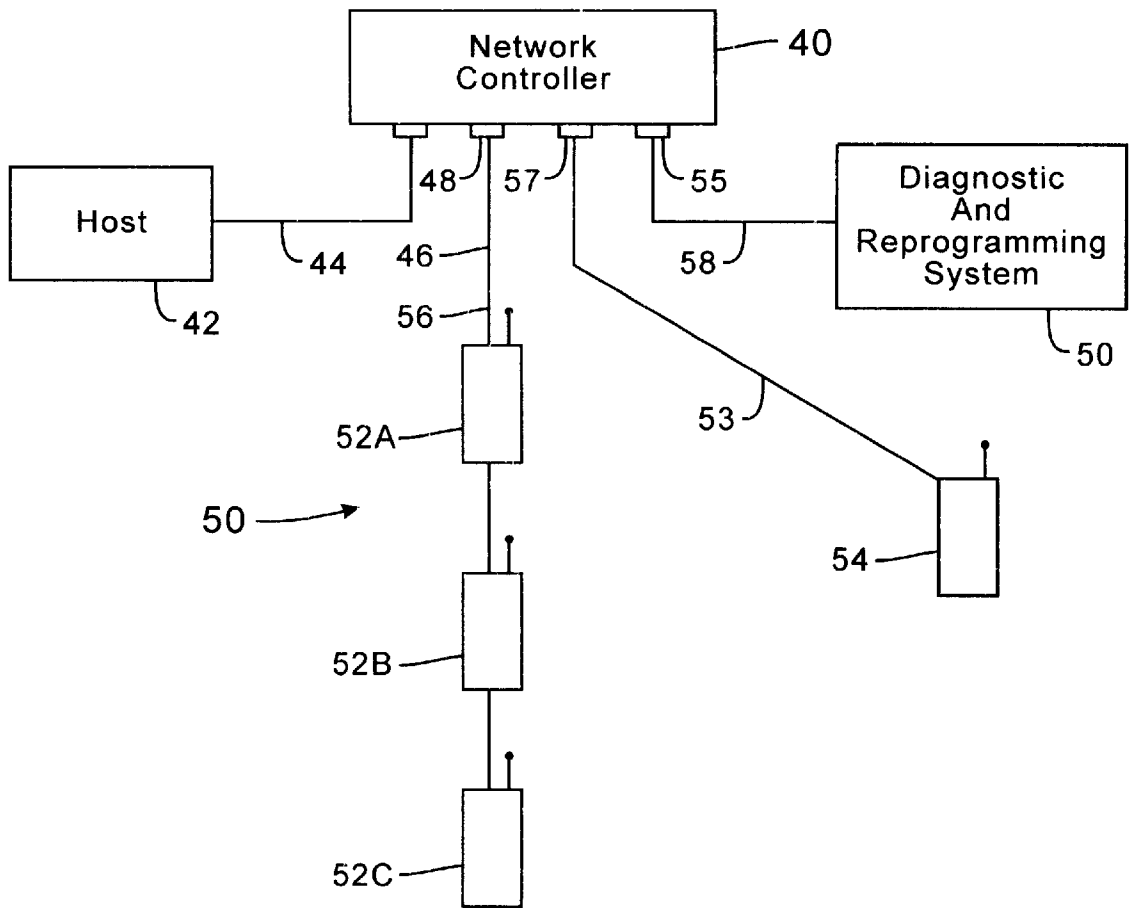 Network
Controller
40
48
57
55
Host
Diagnostic
And
Reprogramming
System
44
46
58
42
56
50
53
52A
50
54
52B
52C